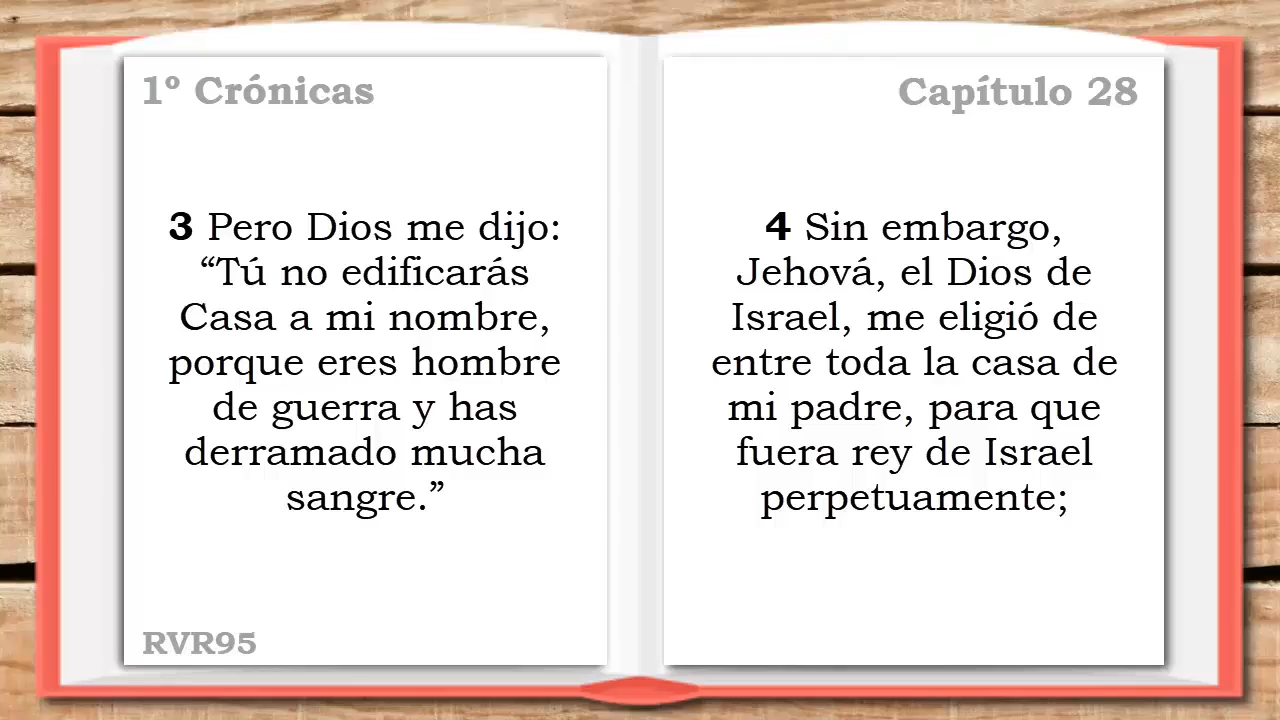 1º Crónicas
3 Pero Dios me dijo:
“Tú no edificarás
Casa a mi nombre,
porque eres hombre
de guerra y has
derramado mucha
sangre.”
RVR95
Capítulo 28
4 Sin embargo,
Jehová, el Dios de
Israel, me eligió de
entre toda la casa de
mi padre, para que
fuera rey de Israel
perpetuamente;